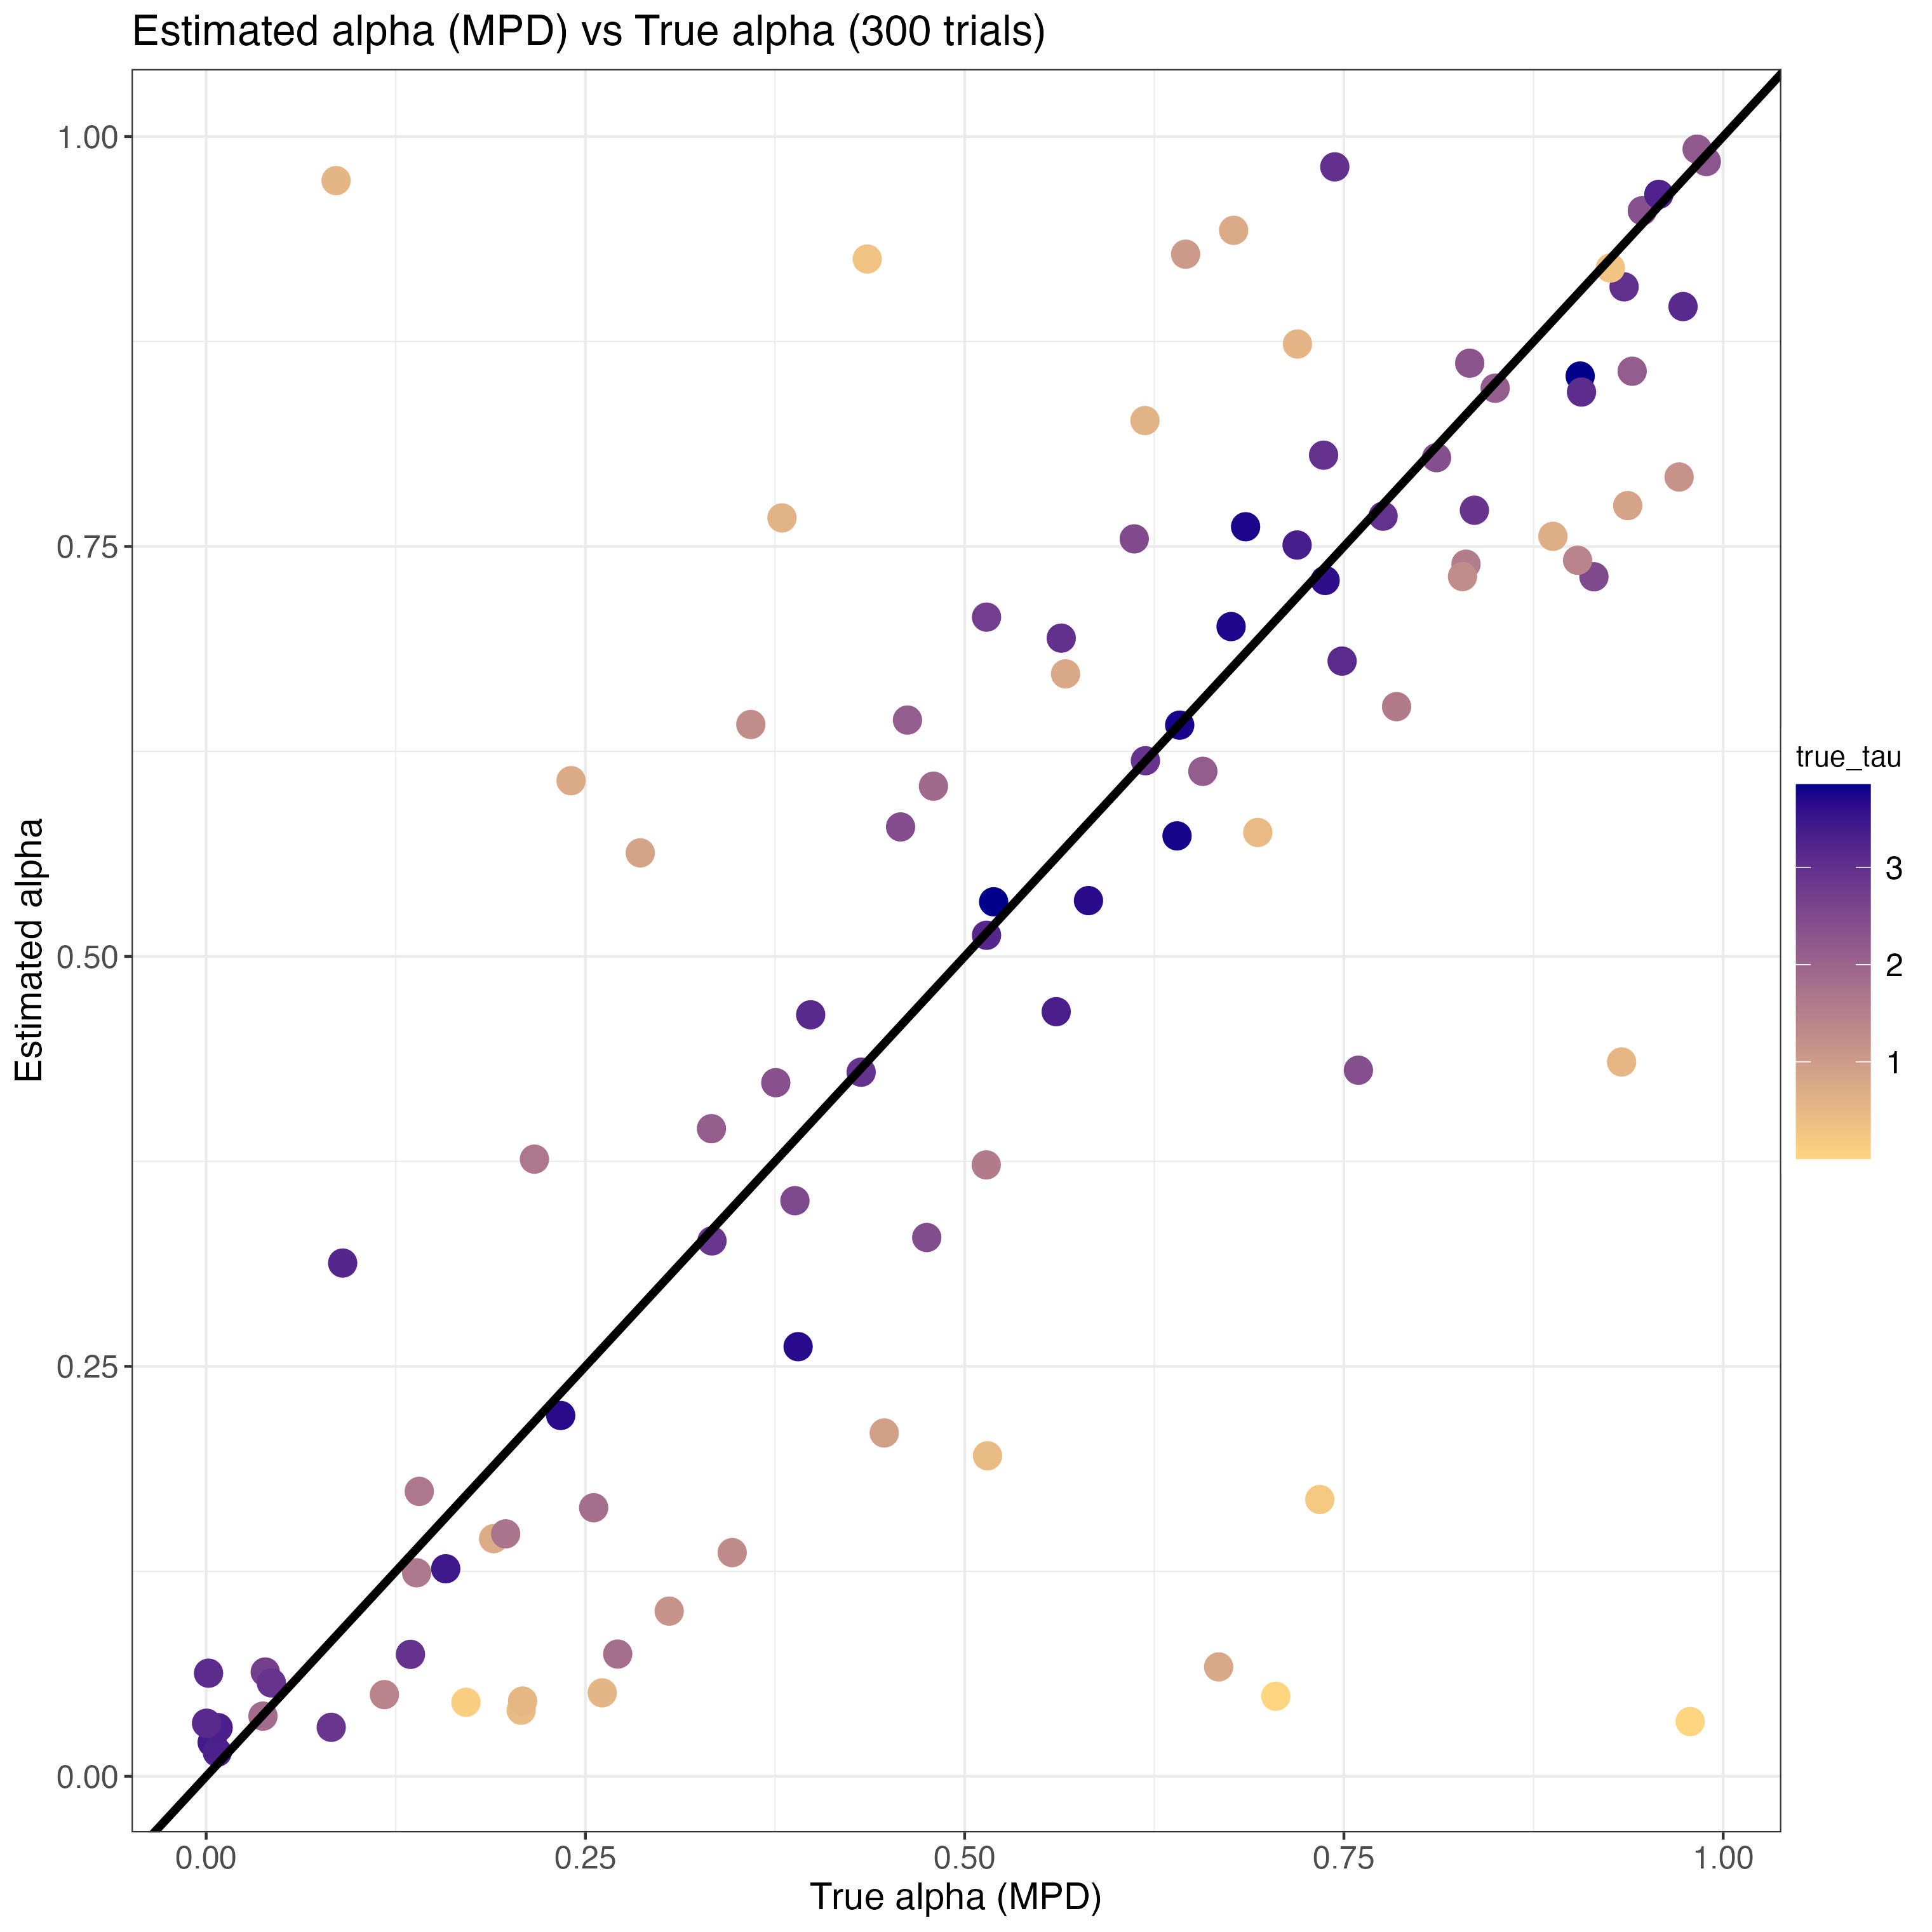 Estimated alpha (MPD) vs True alpha (300 trials)
1.00
0.75
0.50
0.25
0.00
Estimated alpha
0.00 0.25 0.50 0.75 1.00
True alpha (MPD)
true_tau
3
2
1